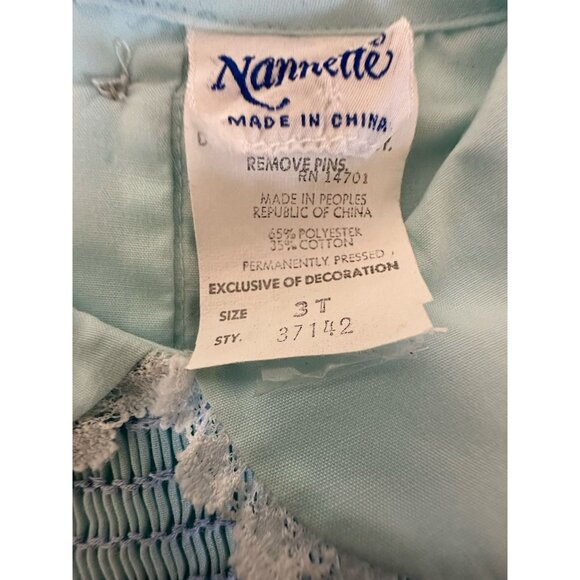 Nannette
MADE IN CHINA
REMOVE PINS.
RN 14701
MADE IN PEOPLES
REPUBLIC OF CHINA
65% POLYESTER
35% COTTON
PERMANENTLY PRESSED
EXCLUSIVE OF DECORATION
SIZE 3T
STY. 37142